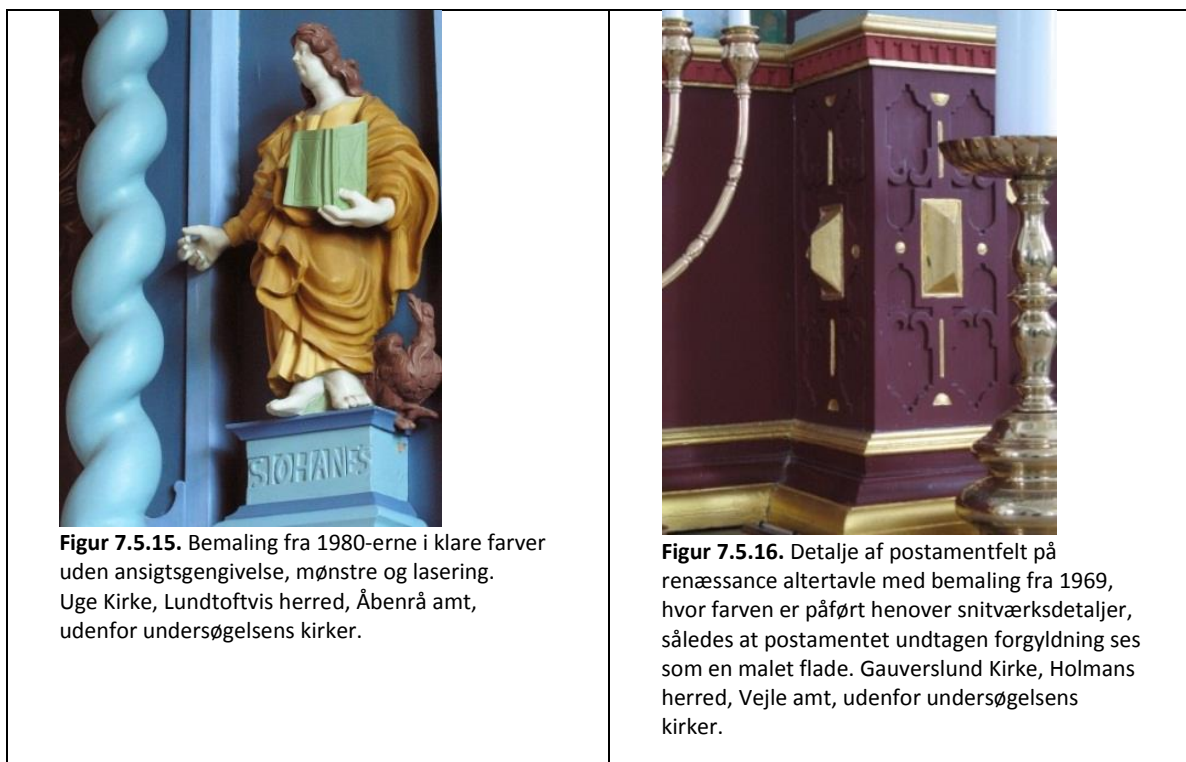 SIOHANES
Figur 7.5.15. Bemaling fra 1980-erne i klare farver
uden ansigtsgengivelse, mønstre og lasering.
Uge Kirke, Lundtoftvis herred, Åbenrå amt,
udenfor undersøgelsens kirker.
Figur 7.5.16. Detalje af postamentfelt på
renæssance altertavle med bemaling fra 1969,
hvor farven er påført henover snitværksdetaljer,
således at postamentet undtagen forgyldning ses
som en malet flade. Gauverslund Kirke, Holmans
herred, Vejle amt, udenfor undersøgelsens
kirker.